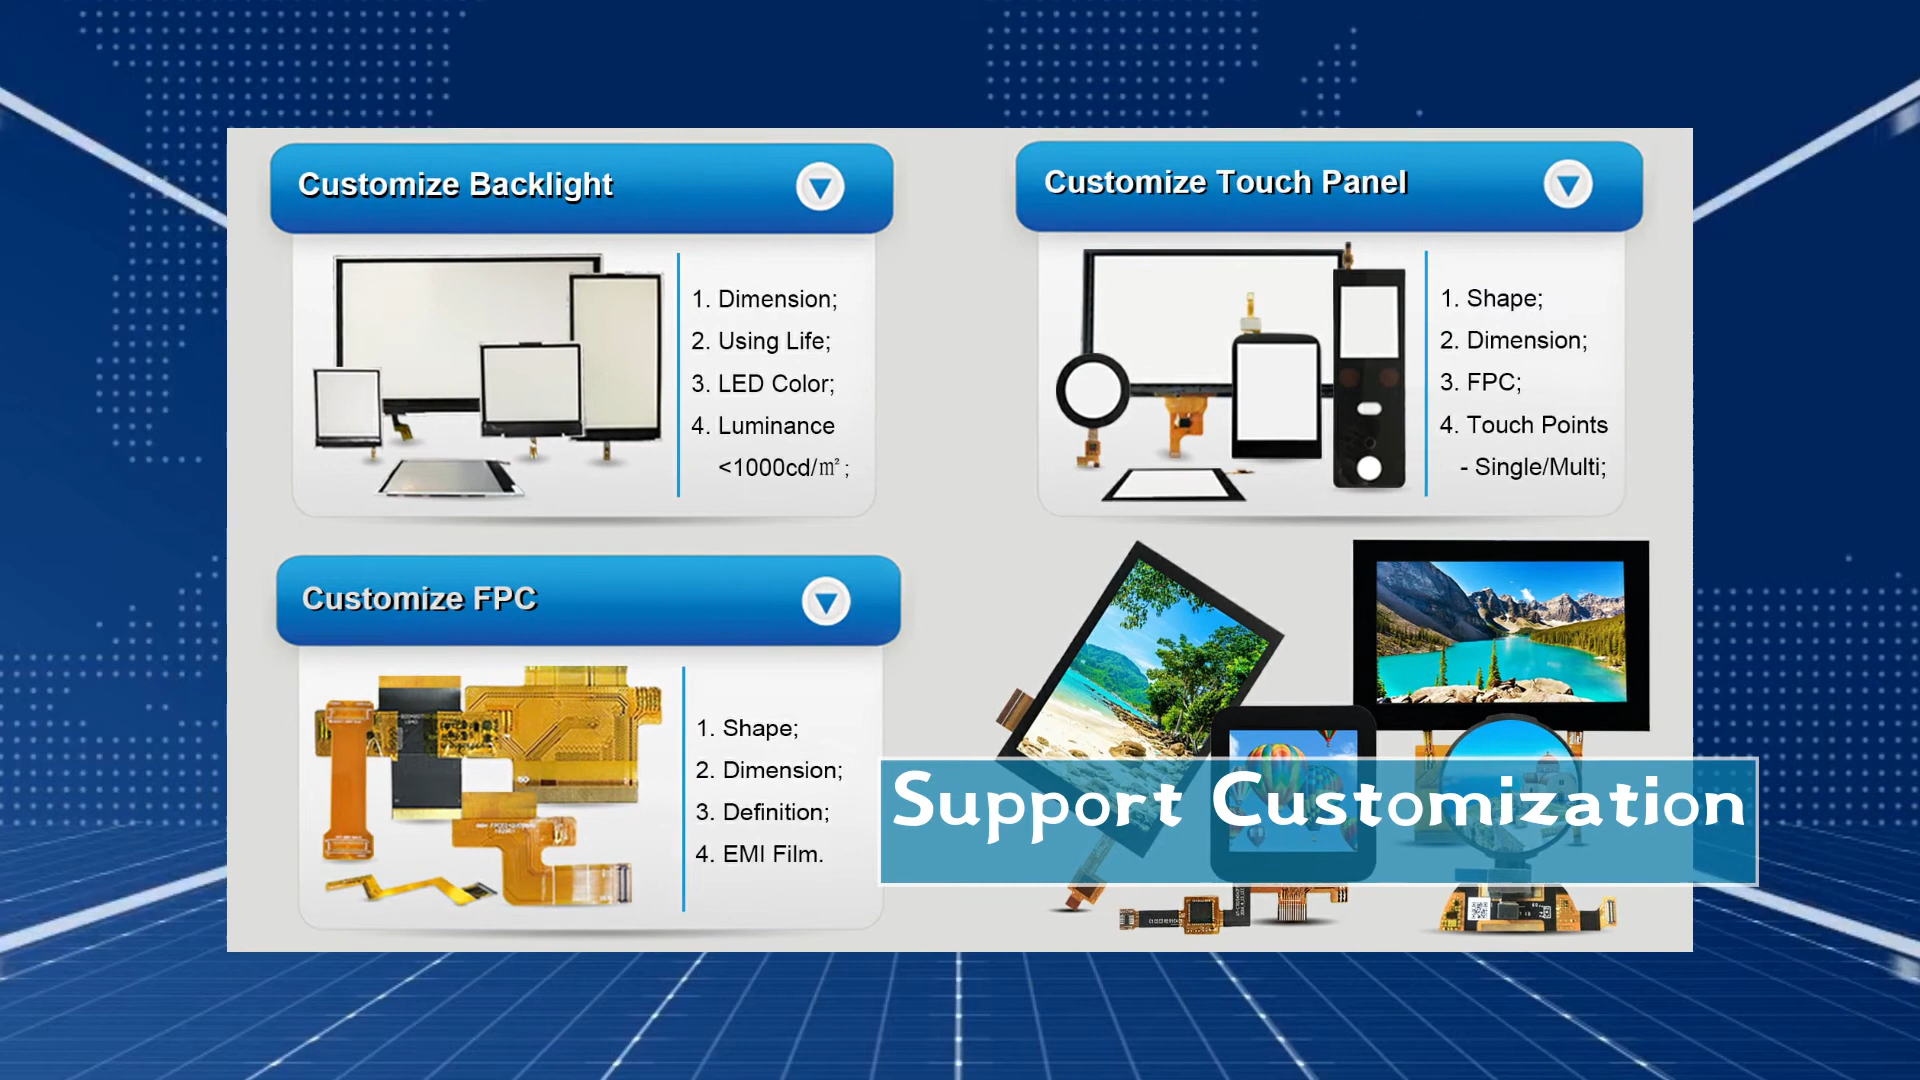 Customize Backlight
1. Dimension;
2. Using Life;
3. LED Color;
4. Luminance
<1000cd/㎡;
Customize Touch Panel
1. Shape;
2. Dimension;
3. FPC;
4. Touch Points
- Single/Multi;
Customize FPC
1. Shape;
2. Dimension;
3. Definition;
4. EMI Film.
Support Customization